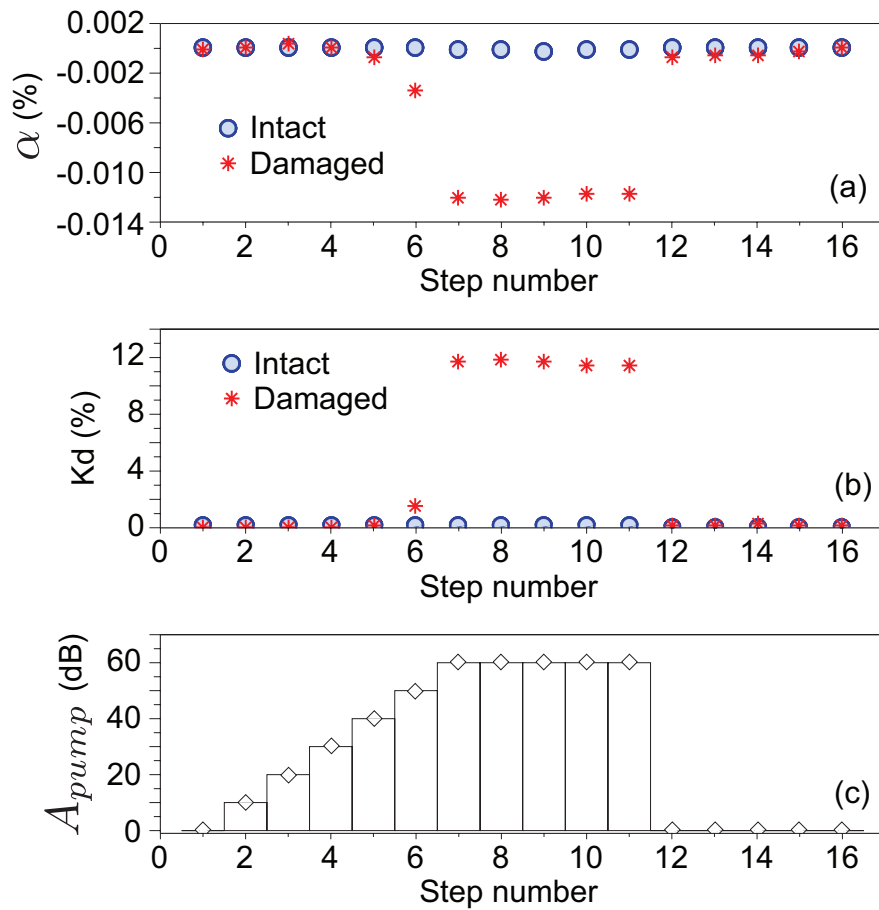 0.002
-0.002
-0.006
-0.010
-0.014
α (%)
Intact
Damaged
(a)
0 2 4 6 8 10 12 14 16
Step number
12
8
4
0
Kd (%)
Intact
Damaged
(b)
0 2 4 6 8 10 12 14 16
Step number
60
40
20
0
Apump (dB)
(c)
0 2 4 6 8 10 12 14 16
Step number